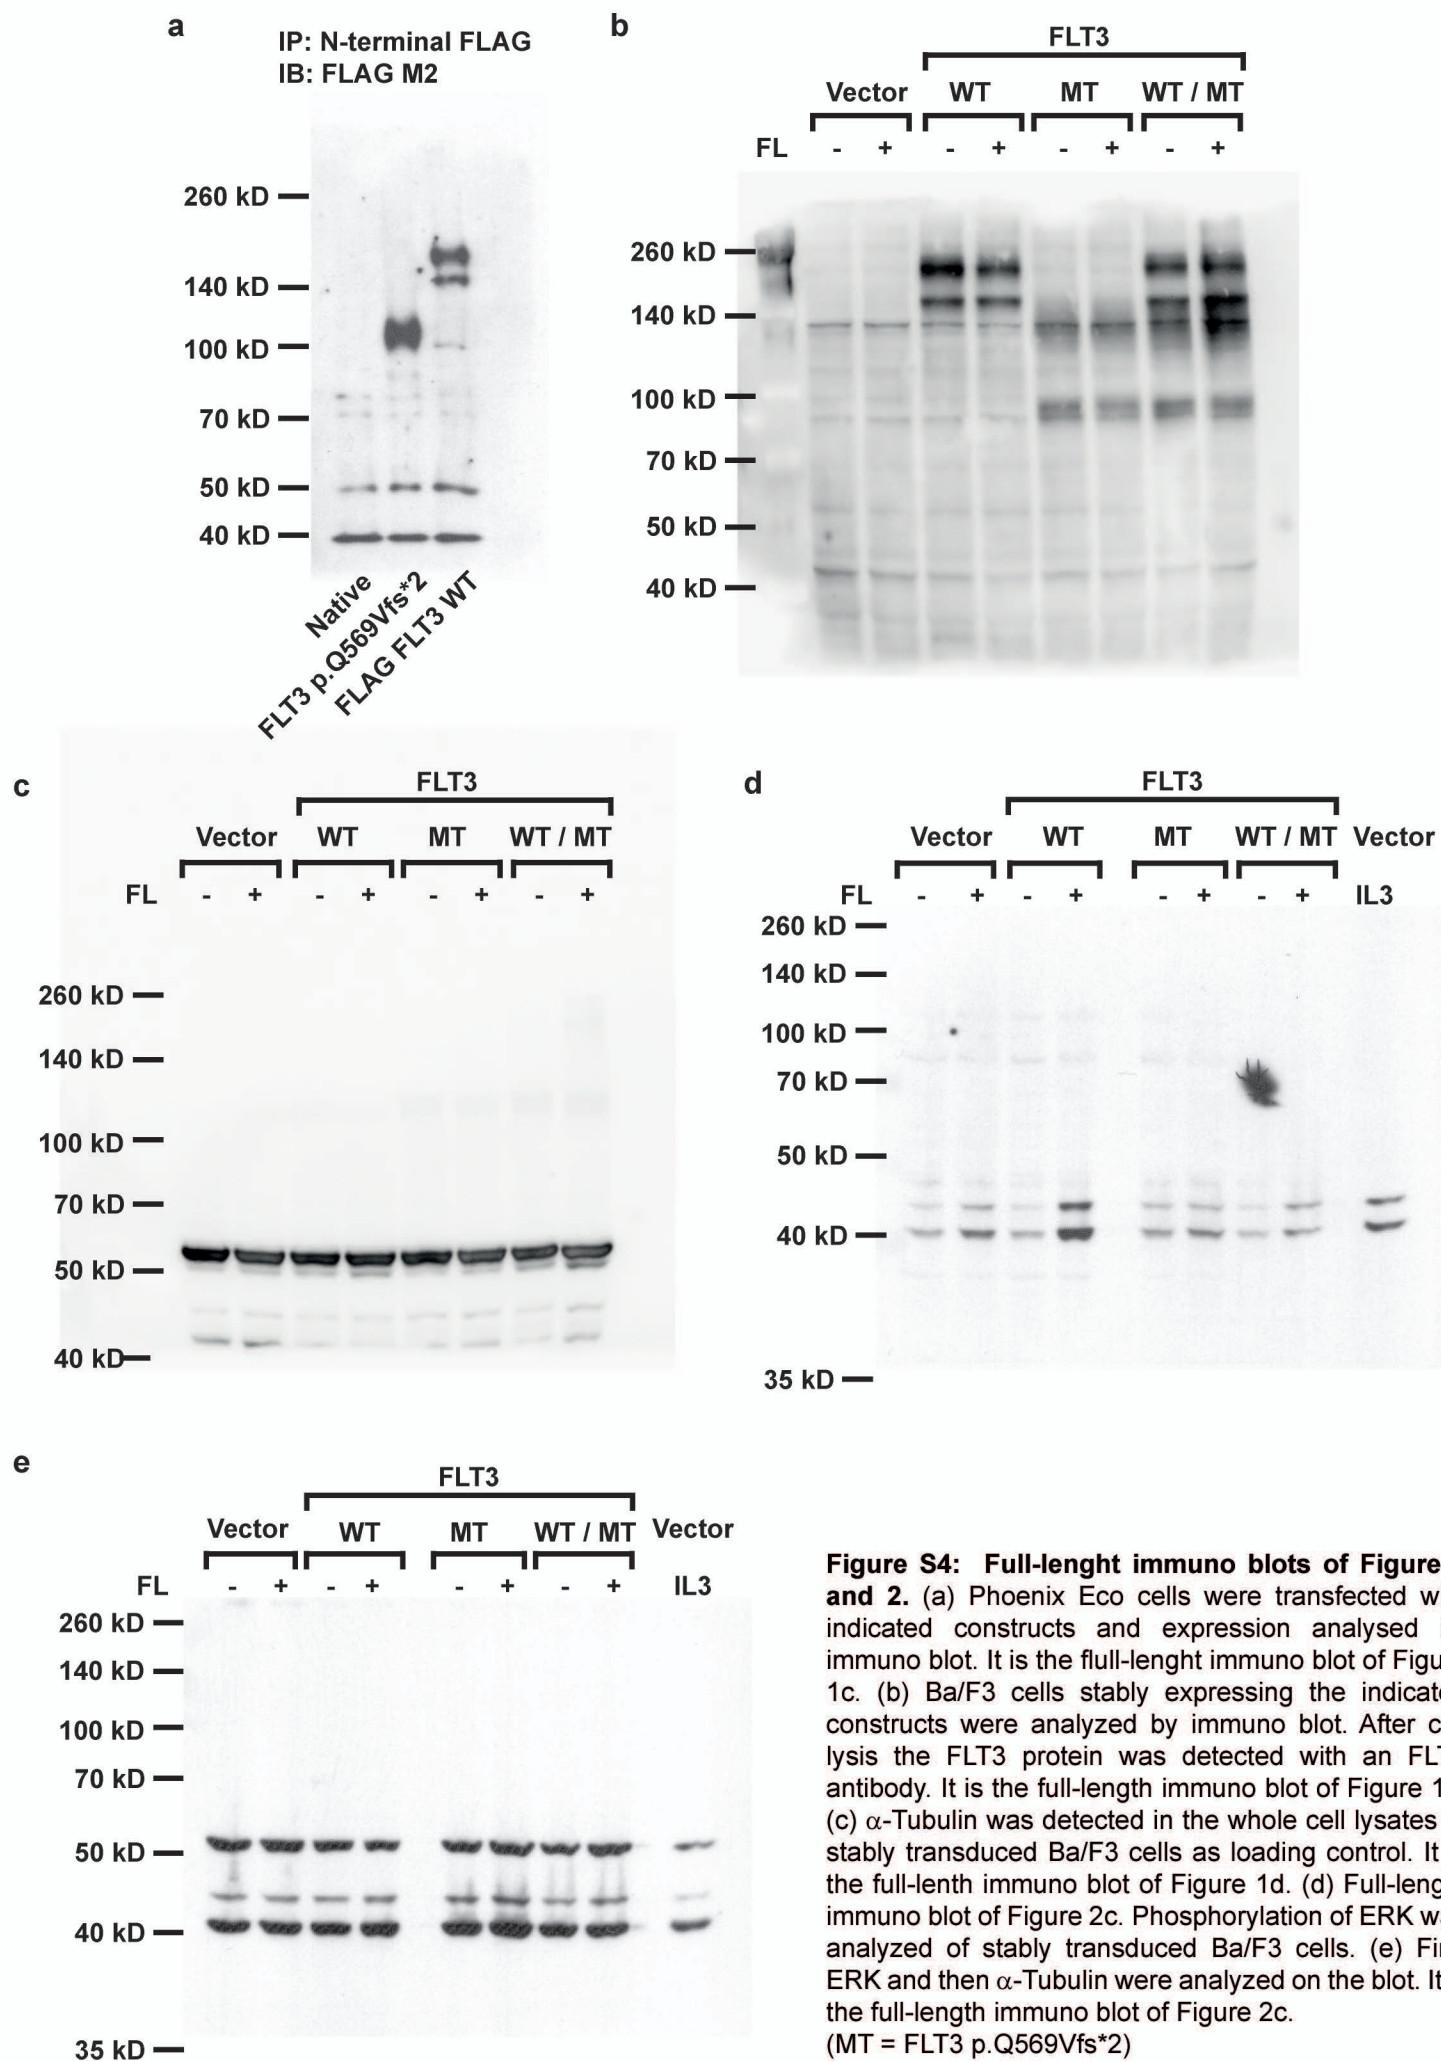 a
IP: N-terminal FLAG
IB: FLAG M2
260 kD
140 kD
100 kD
70 kD
50 kD
40 kD
Native
FLT3 p.Q569Vfs*2
FLAG FLT3 WT
b
FLT3
Vector WT MT WT / MT
FL - + - + - + - +
260 kD
140 kD
100 kD
70 kD
50 kD
40 kD
c
FLT3
Vector WT MT WT / MT
FL - + - + - + - +
260 kD
140 kD
100 kD
70 kD
50 kD
40 kD
d
FLT3
Vector WT MT WT / MT Vector
FL - + - + - + - + IL3
260 kD
140 kD
100 kD
70 kD
50 kD
40 kD
35 kD
e
FLT3
Vector WT MT WT / MT Vector
FL - + - + - + - + IL3
260 kD
140 kD
100 kD
70 kD
50 kD
40 kD
35 kD
Figure S4: Full-lenght immuno blots of Figure
and 2. (a) Phoenix Eco cells were transfected w
indicated constructs and expression analysed
immuno blot. It is the flull-lenght immuno blot of Figu
1c. (b) Ba/F3 cells stably expressing the indicat
constructs were analyzed by immuno blot. After c
lysis the FLT3 protein was detected with an FLT
antibody. It is the full-length immuno blot of Figure 1
(c) α-Tubulin was detected in the whole cell lysates
stably transduced Ba/F3 cells as loading control. It
the full-lenth immuno blot of Figure 1d. (d) Full-leng
immuno blot of Figure 2c. Phosphorylation of ERK w
analyzed of stably transduced Ba/F3 cells. (e) Fir
ERK and then α-Tubulin were analyzed on the blot. It
the full-length immuno blot of Figure 2c.
(MT = FLT3 p.Q569Vfs*2)